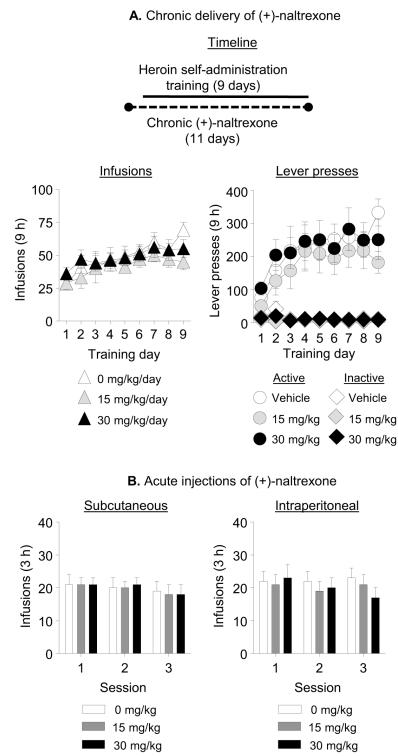 A. Chronic delivery of (+)-naltrexone
Timeline
Heroin self-administration
training (9 days)
Chronic (+)-naltrexone
(11 days)
Infusions
Infusions (9 h)
100
75
50
25
0
1 2 3 4 5 6 7 8 9
Training day
0 mg/kg/day
15 mg/kg/day
30 mg/kg/day
Lever presses
Lever presses (9 h)
400
300
200
100
0
1 2 3 4 5 6 7 8 9
Training day
Active Inactive
Vehicle Vehicle
15 mg/kg 15 mg/kg
30 mg/kg 30 mg/kg
B. Acute injections of (+)-naltrexone
Subcutaneous
Infusions (3 h)
40
30
20
10
0
1 2 3
Session
0 mg/kg
15 mg/kg
30 mg/kg
Intraperitoneal
Infusions (3 h)
40
30
20
10
0
1 2 3
Session
0 mg/kg
15 mg/kg
30 mg/kg